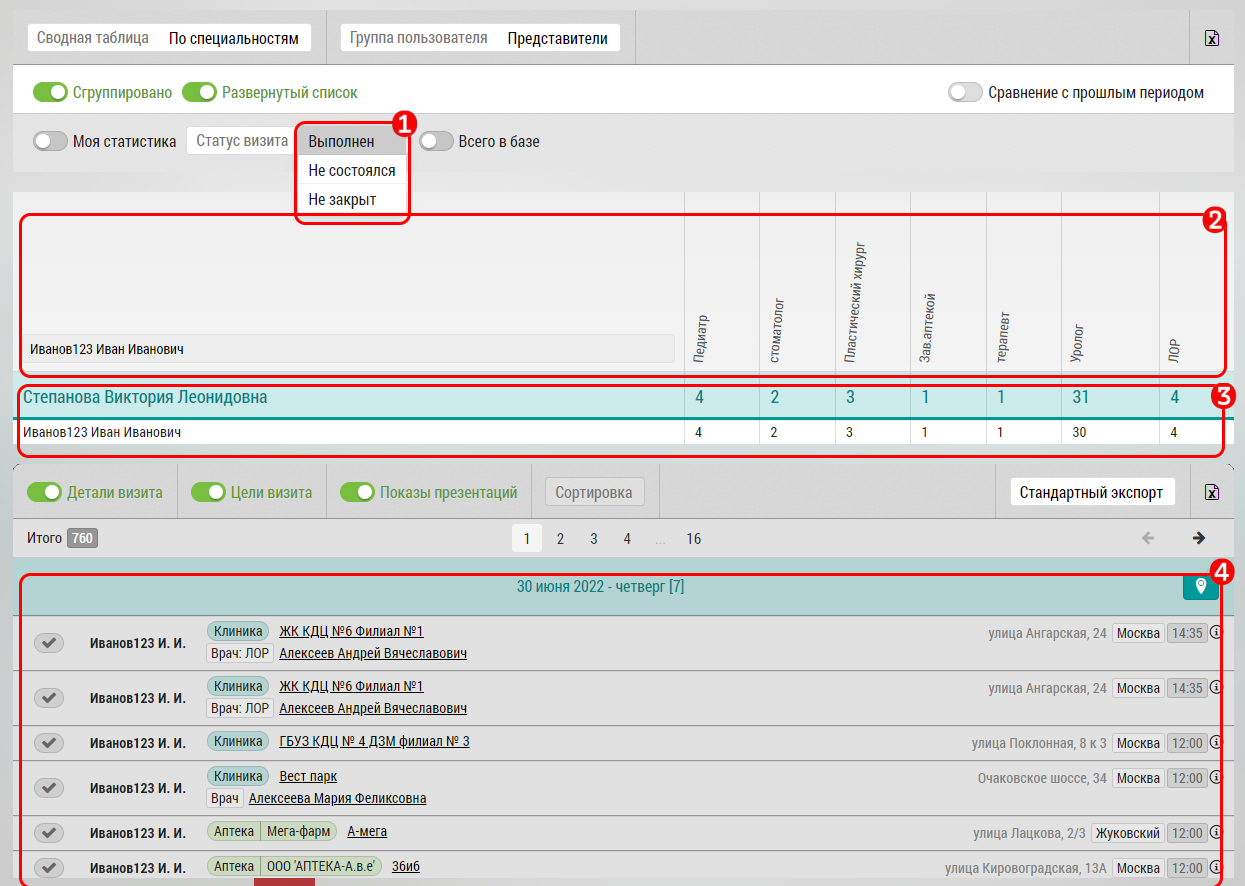 Сводная таблица По специальностям Группа пользователя Представители
Сгруппировано Развернутый список Сравнение с прошлым периодом
1
Моя статистика Статус визита Выполнен Всего в базе
Не состоялся
Не закрыт
2
Иванов123 Иван Иванович Педиатр стоматолог Пластический хирург Зав.аптекой терапевт Уролог ЛОР
Степанова Виктория Леонидовна 4 2 3 1 1 31 4 3
Иванов123 Иван Иванович 4 2 3 1 1 30 4
Детали визита Цели визита Показы презентаций Сортировка Стандартный экспорт
Итого 760 1 2 3 4 ... 16
4
30 июня 2022 - четверг [7]
Иванов123 И. И. Клиника ЖК КДЦ №6 Филиал №1 улица Ангарская, 24 Москва 14:35
Врач: ЛОР Алексеев Андрей Вячеславович
Иванов123 И. И. Клиника ЖК КДЦ №6 Филиал №1 улица Ангарская, 24 Москва 14:35
Врач: ЛОР Алексеев Андрей Вячеславович
Иванов123 И. И. Клиника ГБУЗ КДЦ № 4 ДЗМ филиал № 3 улица Поклонная, 8 к 3 Москва 12:00
Иванов123 И. И. Клиника Вест парк Очаковское шоссе, 34 Москва 12:00
Врач Алексеева Мария Феликсовна
Иванов123 И. И. Аптека Мега-фарм А-мега улица Лацкова, 2/3 Жуковский 12:00
Иванов123 И. И. Аптека ООО 'АПТЕКА-А.в.е' 36и6 улица Кировоградская, 13А Москва 12:00